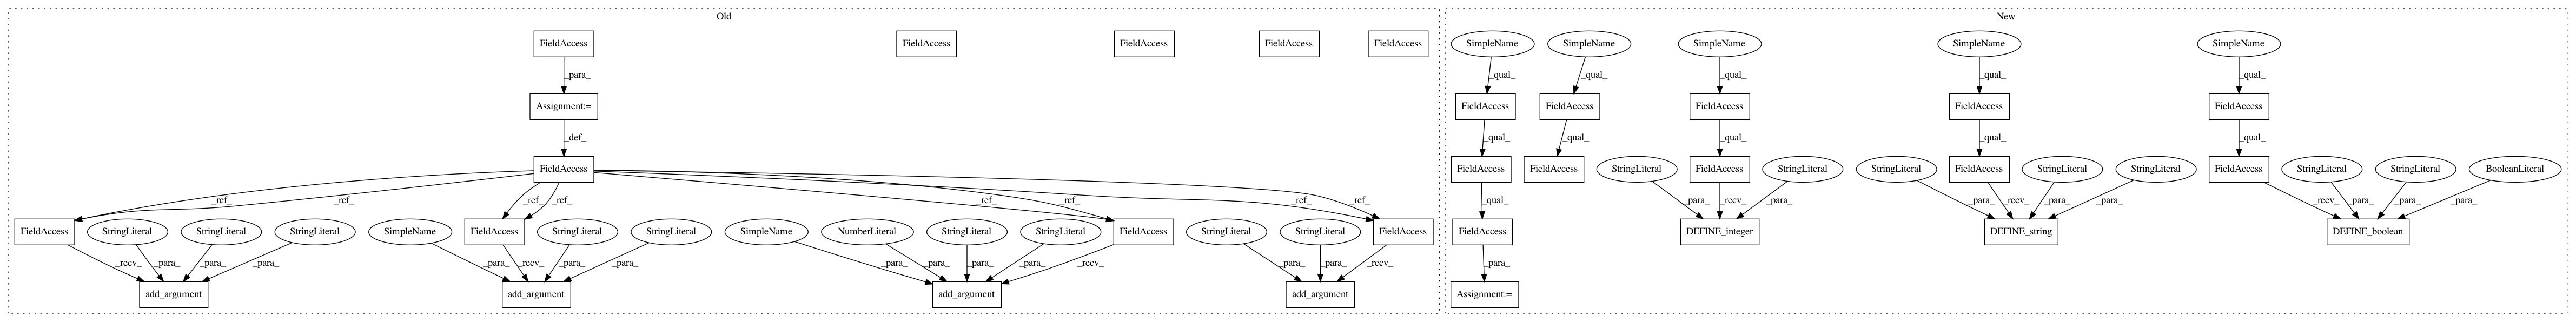 Old
New
FieldAccess
FieldAccess
FieldAccess
FieldAccess
FieldAccess
SimpleName
SimpleName
SimpleName
SimpleName
SimpleName
_para_
_qual_
_qual_
_qual_
_qual_
_qual_
Assignment:=
FieldAccess
FieldAccess
FieldAccess
FieldAccess
FieldAccess
_def_
_qual_
_qual_
_qual_
_qual_
_qual_
FieldAccess
FieldAccess
FieldAccess
StringLiteral
FieldAccess
StringLiteral
StringLiteral
FieldAccess
StringLiteral
StringLiteral
FieldAccess
StringLiteral
StringLiteral
BooleanLiteral
_ref_
_ref_
_ref_
_ref_
_ref_
_ref_
_ref_
_ref_
_qual_
_para_
_recv_
_para_
_para_
_recv_
_para_
_para_
_recv_
_para_
_para_
_para_
FieldAccess
StringLiteral
StringLiteral
StringLiteral
SimpleName
FieldAccess
StringLiteral
StringLiteral
SimpleName
NumberLiteral
StringLiteral
StringLiteral
FieldAccess
StringLiteral
StringLiteral
FieldAccess
FieldAccess
DEFINE_integer
DEFINE_string
DEFINE_boolean
_recv_
_para_
_para_
_para_
_para_
_recv_
_para_
_para_
_para_
_para_
_para_
_para_
_recv_
_para_
_para_
_recv_
_para_
add_argument
add_argument
add_argument
add_argument
Assignment:=